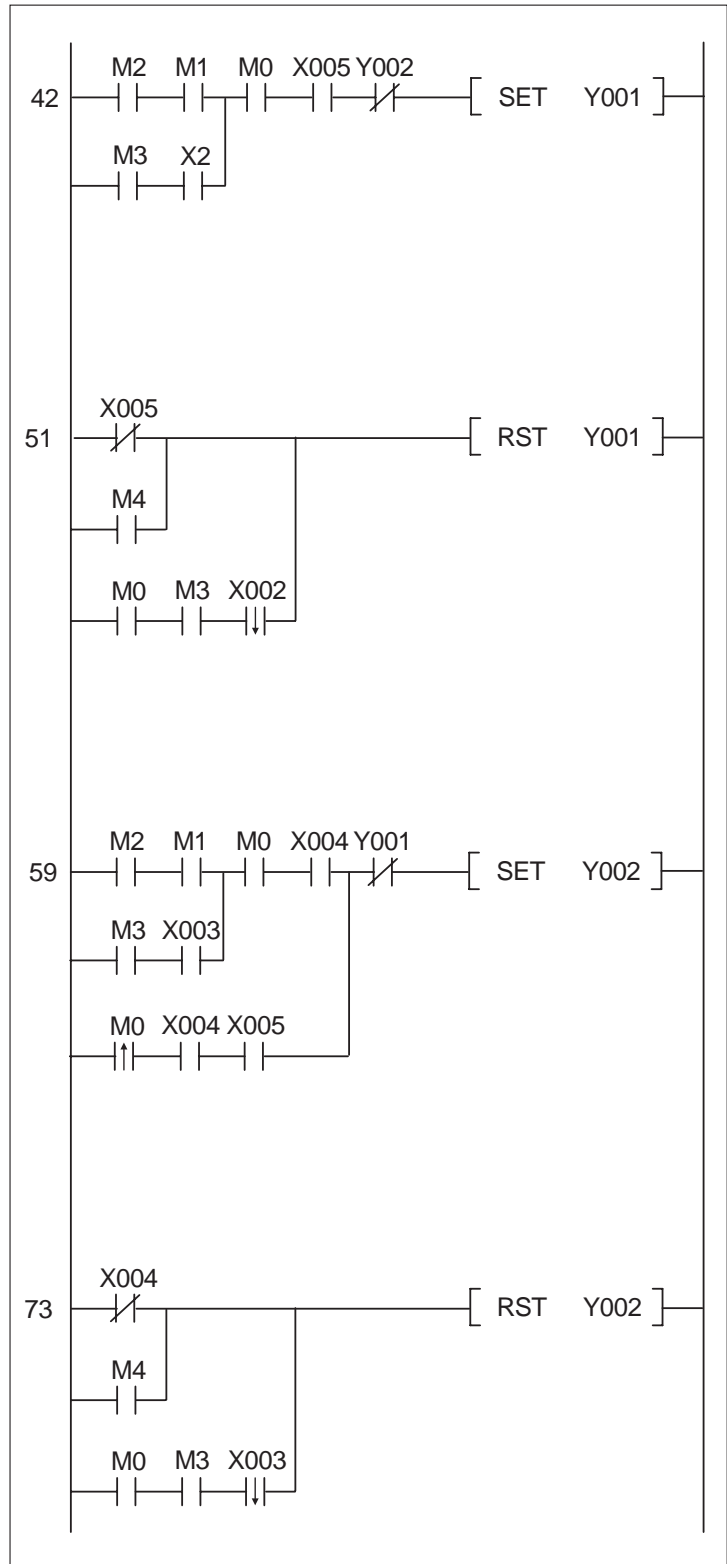 M2 M1 M0 X005 Y002
42 SET Y001
M3 X2
X005
51 RST Y001
M4
M0 M3 X002
M2 M1 M0 X004 Y001
59 SET Y002
M3 X003
M0 X004 X005
X004
73 RST Y002
M4
M0 M3 X003